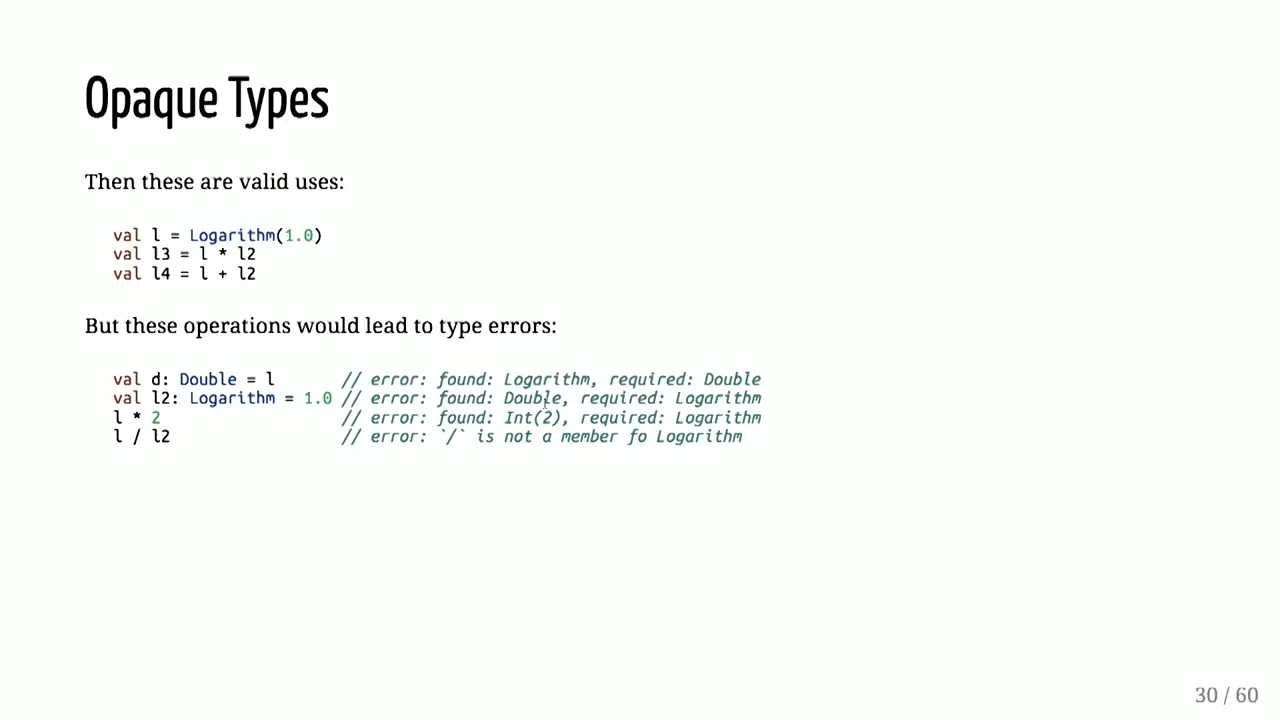 Opaque Types
Then these are valid uses:
val l = Logarithm(1.0)
val l3 = l * l2
val l4 = l + l2
But these operations would lead to type errors:
val d: Double = l // error: found: Logarithm, required: Double
val l2: Logarithm = 1.0 // error: found: Double, required: Logarithm
l * 2 // error: found: Int(2), required: Logarithm
l / l2 // error: `/` is not a member fo Logarithm
30 / 60